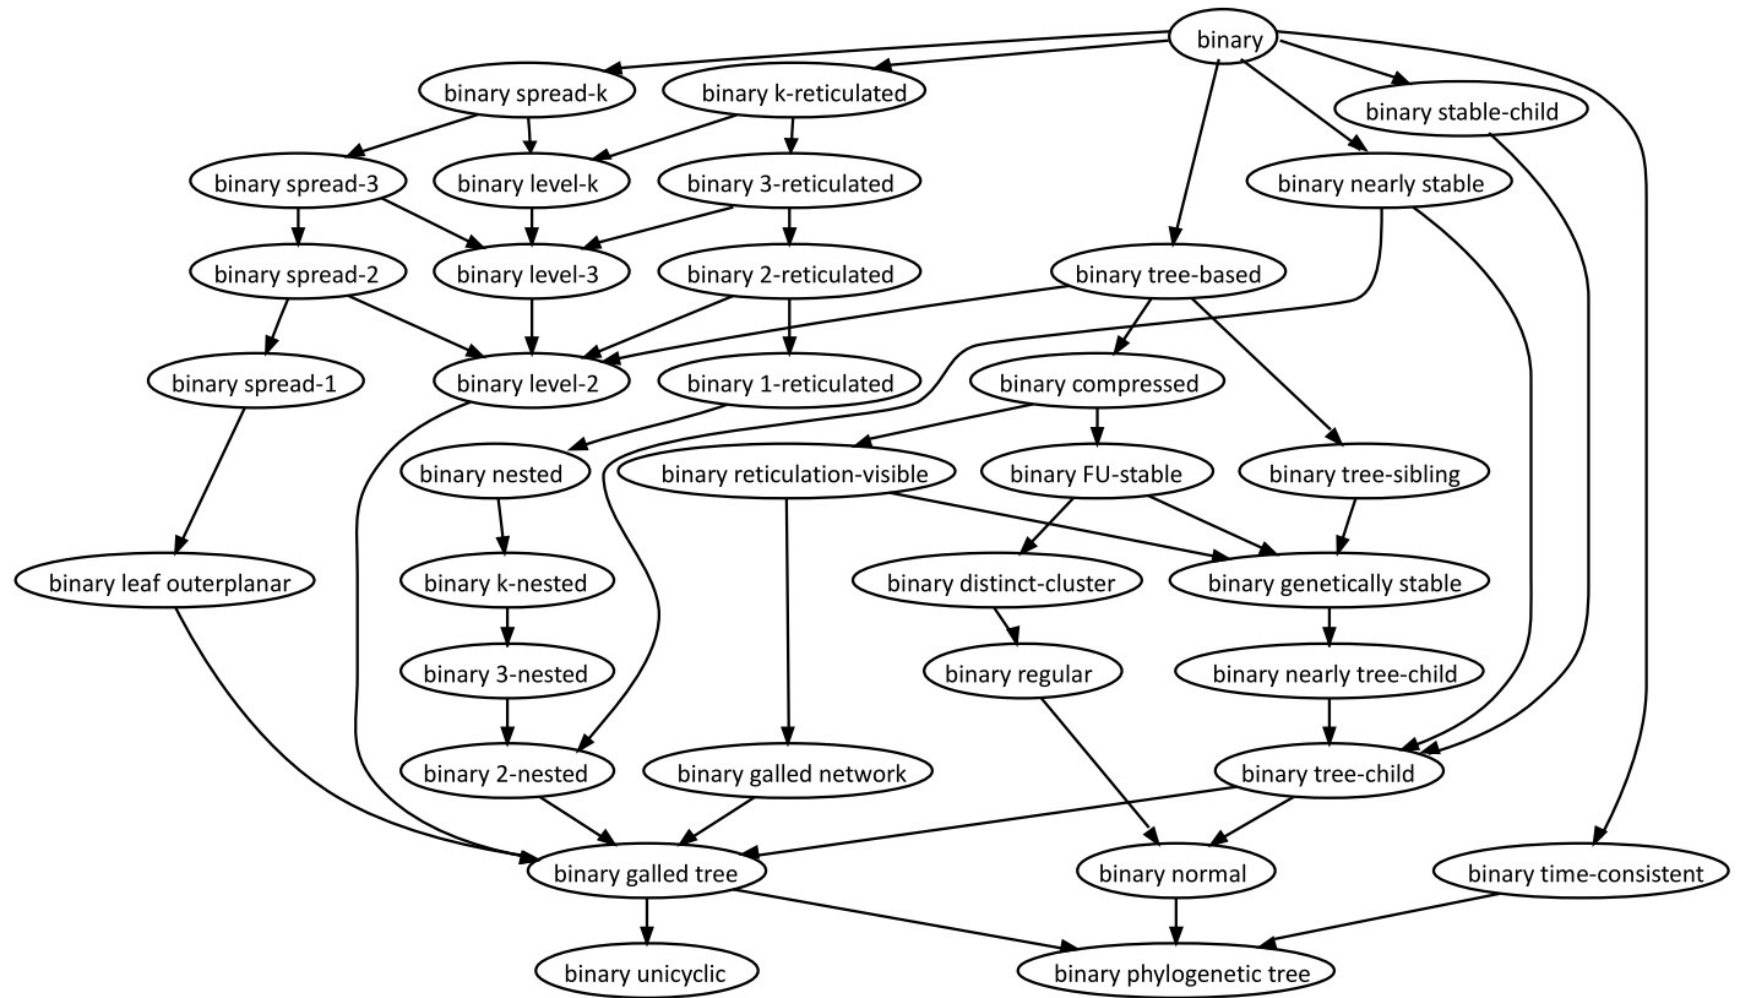 binary
binary spread-k
binary k-reticulated
binary stable-child
binary spread-3
binary level-k
binary 3-reticulated
binary nearly stable
binary spread-2
binary level-3
binary 2-reticulated
binary tree-based
binary spread-1
binary level-2
binary 1-reticulated
binary compressed
binary nested
binary reticulation-visible
binary FU-stable
binary tree-sibling
binary leaf outerplanar
binary k-nested
binary distinct-cluster
binary genetically stable
binary 3-nested
binary regular
binary nearly tree-child
binary 2-nested
binary galled network
binary tree-child
binary galled tree
binary normal
binary time-consistent
binary unicyclic
binary phylogenetic tree